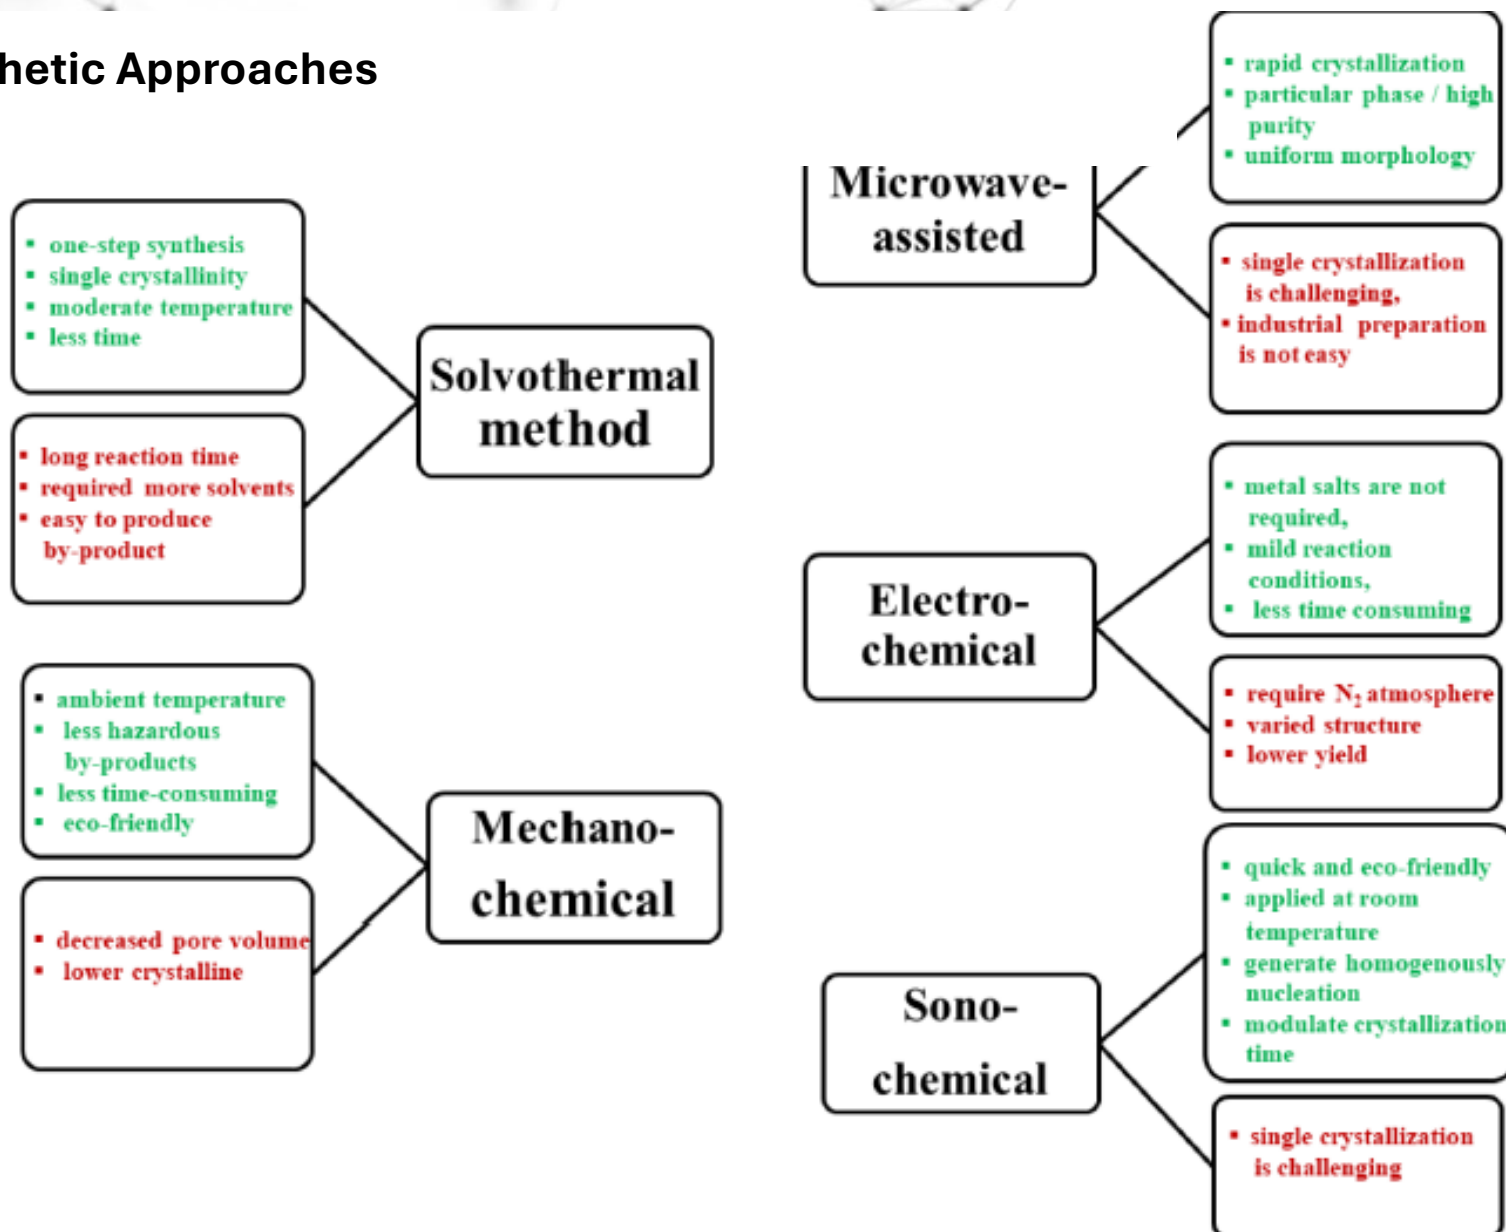 hetic Approaches
▪ one-step synthesis
▪ single crystallinity
▪ moderate temperature
▪ less time
▪ long reaction time
▪ required more solvents
▪ easy to produce
by-product
Solvothermal
method
▪ ambient temperature
▪ less hazardous
by-products
▪ less time-consuming
▪ eco-friendly
▪ decreased pore volume
▪ lower crystalline
Mechano-
chemical
Microwave-
assisted
▪ rapid crystallization
▪ particular phase / high
purity
▪ uniform morphology
▪ single crystallization
is challenging,
▪ industrial preparation
is not easy
Electro-
chemical
▪ metal salts are not
required,
▪ mild reaction
conditions,
▪ less time consuming
▪ require N₂ atmosphere
▪ varied structure
▪ lower yield
Sono-
chemical
▪ quick and eco-friendly
▪ applied at room
temperature
▪ generate homogenously
nucleation
▪ modulate crystallization
time
▪ single crystallization
is challenging